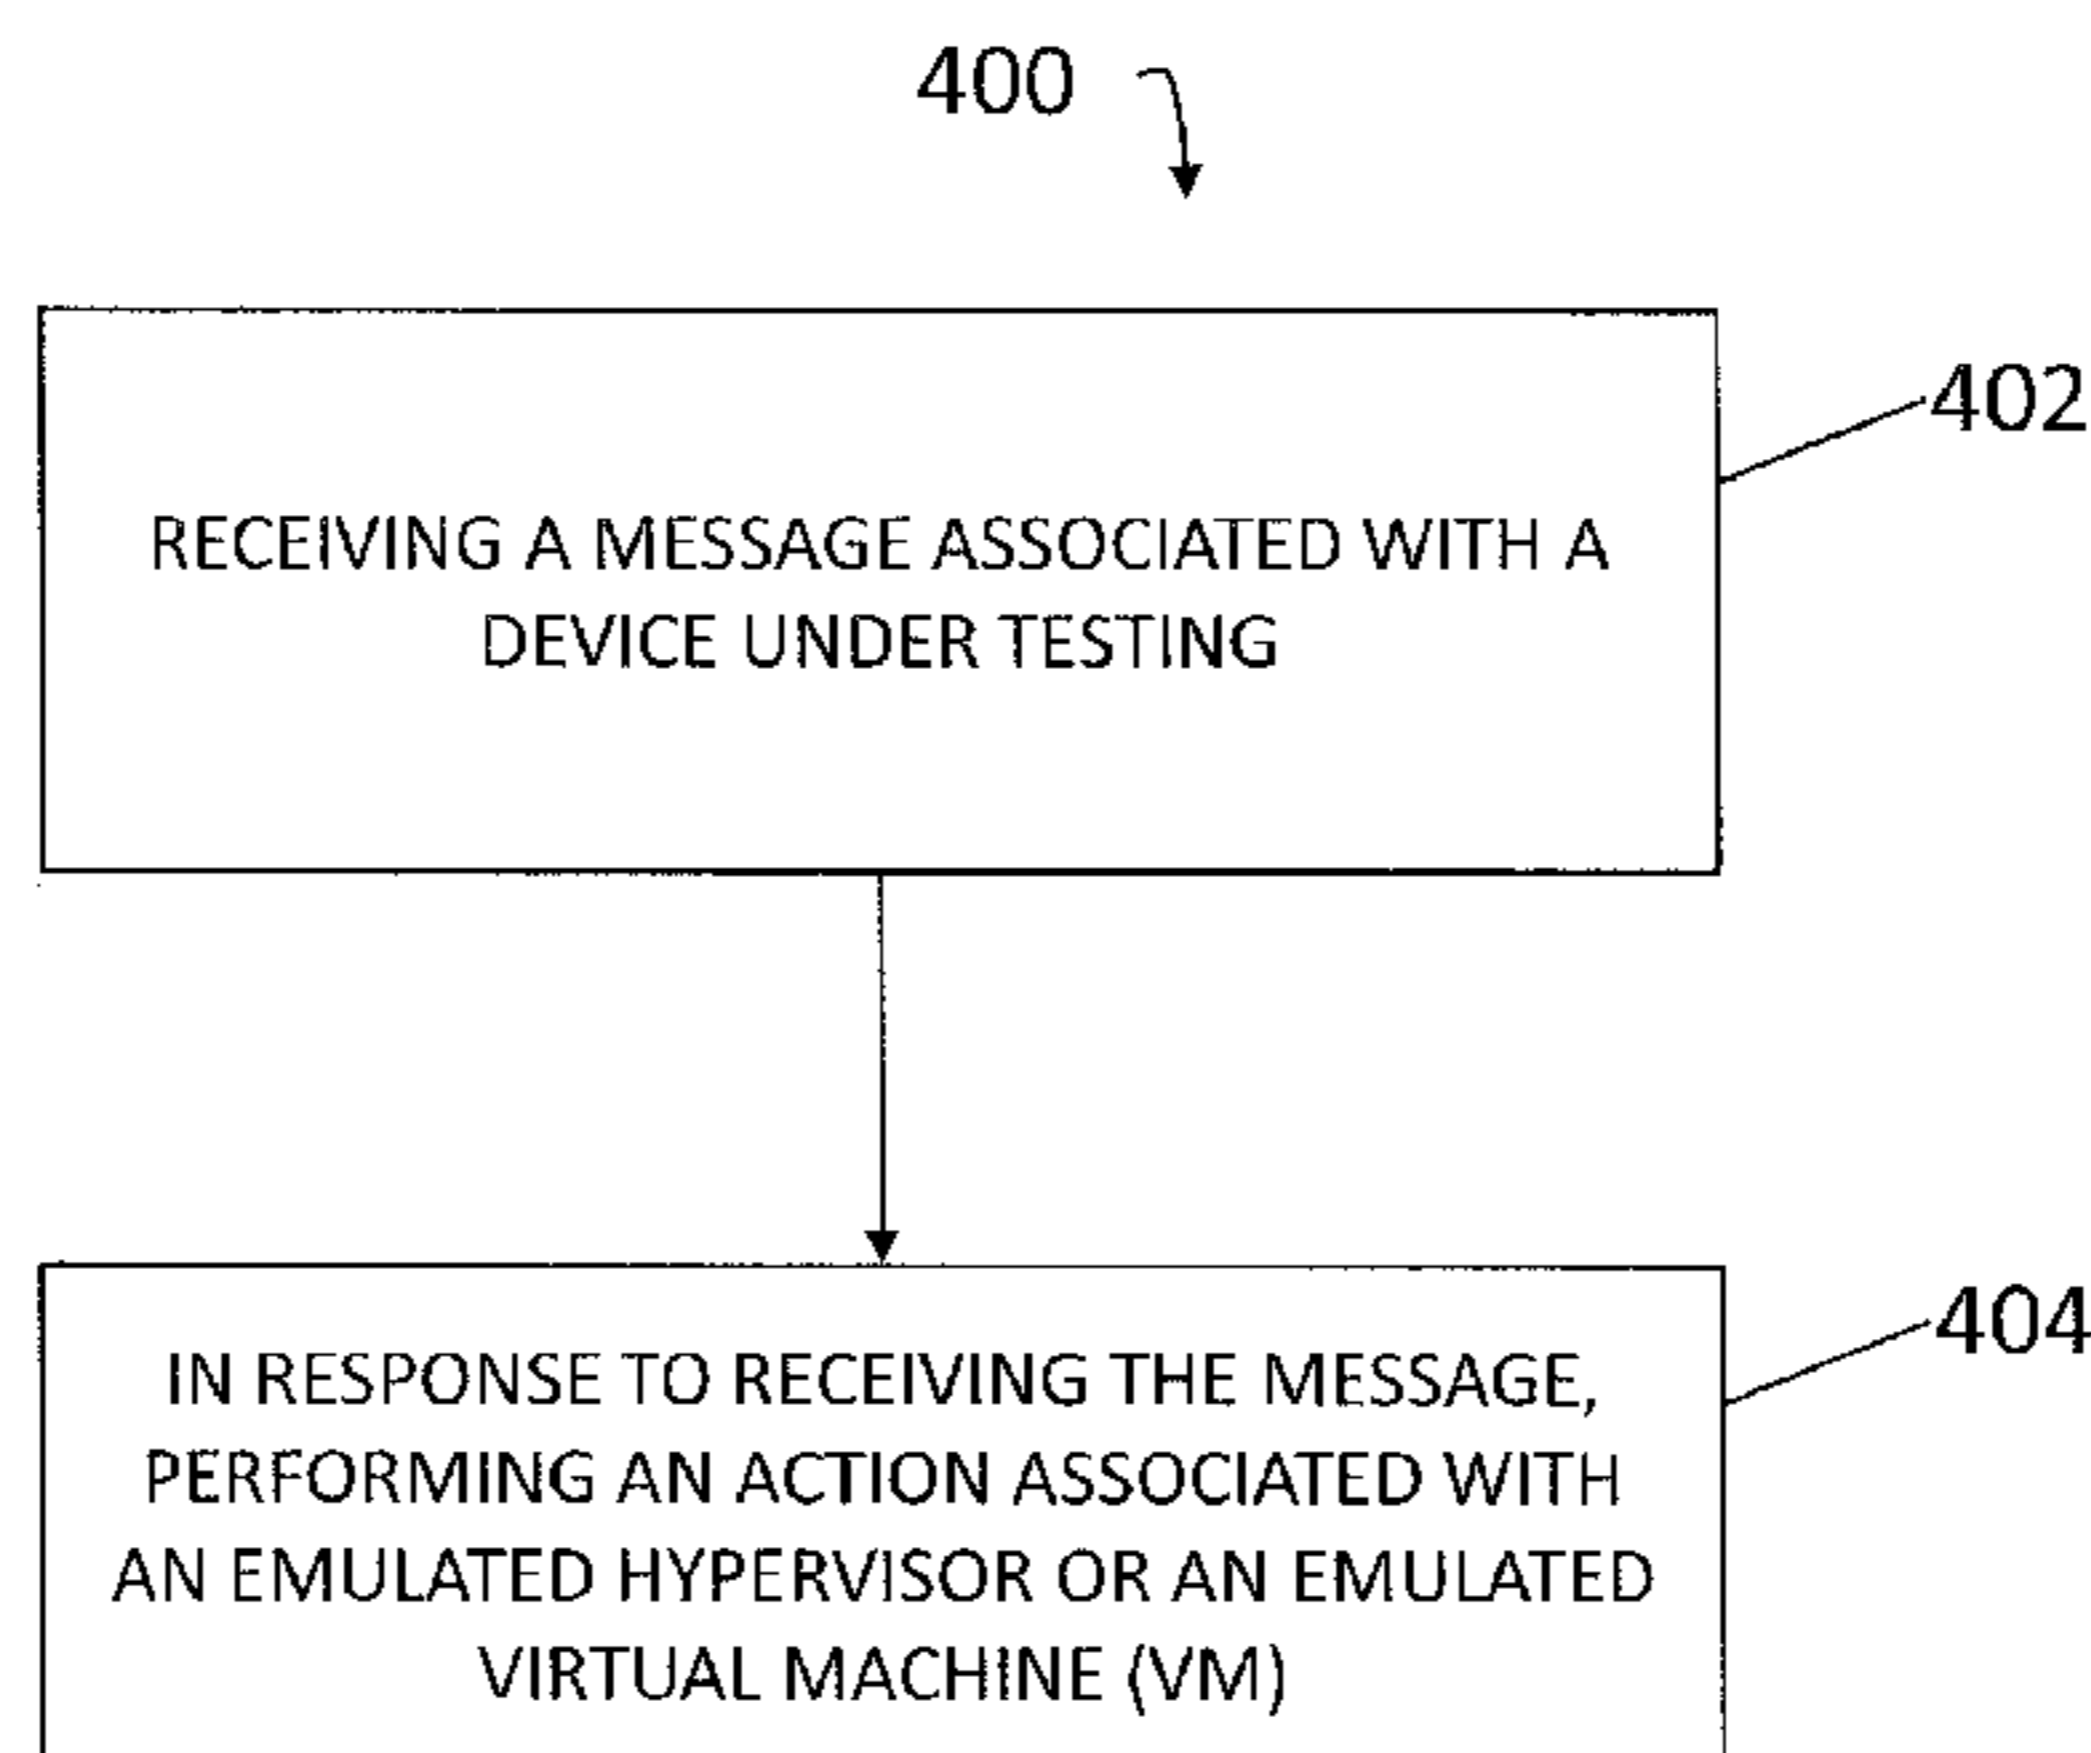 400
402
RECEIVING A MESSAGE ASSOCIATED WITH A
DEVICE UNDER TESTING
404
IN RESPONSE TO RECEIVING THE MESSAGE,
PERFORMING AN ACTION ASSOCIATED WITH
AN EMULATED HYPERVISOR OR AN EMULATED
VIRTUAL MACHINE (VM)